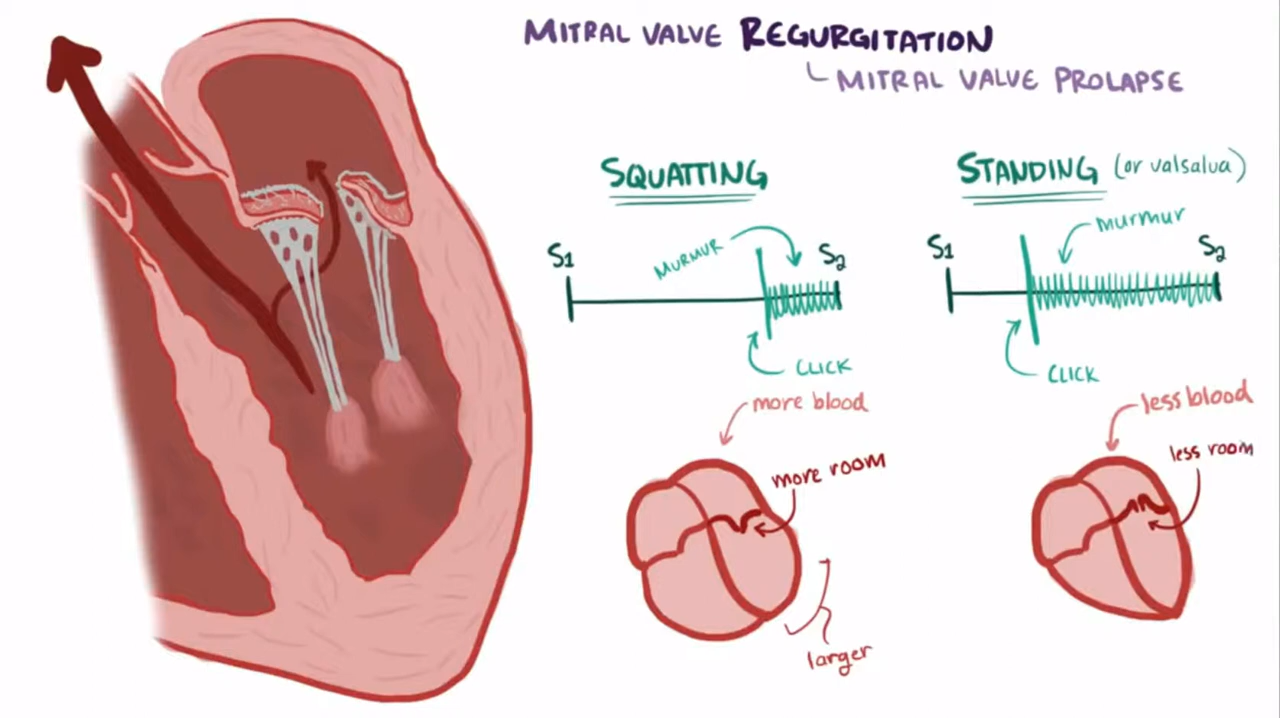 MITRAL VALVE REGURGITATION
MITRAL VALVE PROLAPSE
SQUATTING
STANDING (or valsalva)
S1
MURMUR
S2
CLICK
S1
murmur
S2
CLICK
more blood
more room
larger
less blood
less room